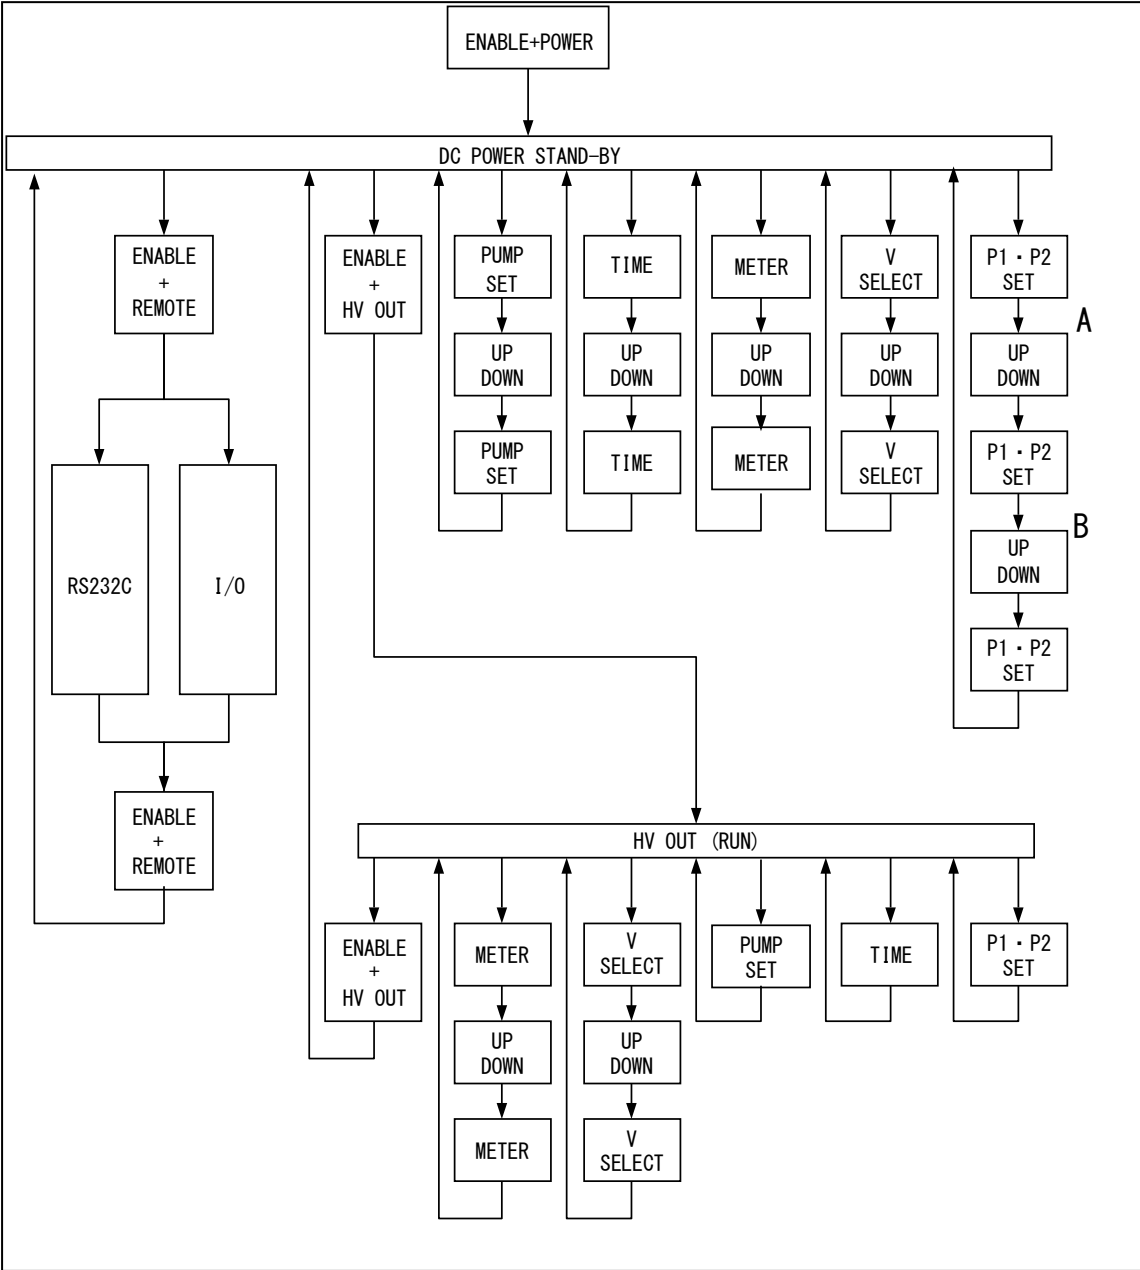 ENABLE+POWER
DC POWER STAND-BY
ENABLE
+
REMOTE
ENABLE
+
HV OUT
PUMP
SET
TIME
METER
V
SELECT
P1・P2
SET
A
UP
DOWN
UP
DOWN
UP
DOWN
UP
DOWN
UP
DOWN
PUMP
SET
TIME
METER
V
SELECT
P1・P2
SET
B
RS232C
I/O
UP
DOWN
P1・P2
SET
ENABLE
+
REMOTE
HV OUT (RUN)
ENABLE
+
HV OUT
METER
V
SELECT
PUMP
SET
TIME
P1・P2
SET
UP
DOWN
UP
DOWN
METER
V
SELECT